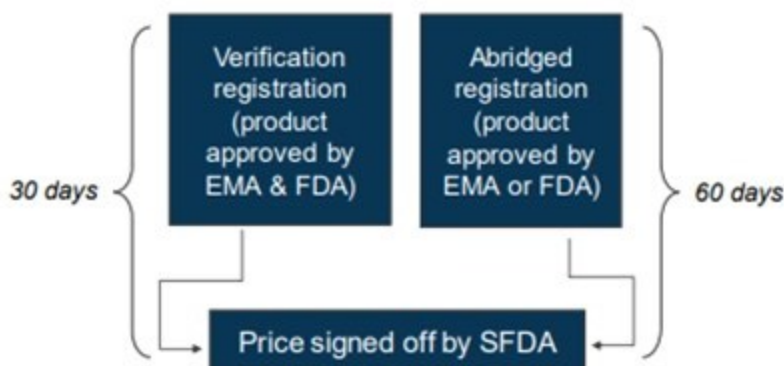 Verification
registration
(product
approved by
EMA & FDA)
Abridged
registration
(product
approved by
EMA or FDA)
30 days
60 days
Price signed off by SFDA